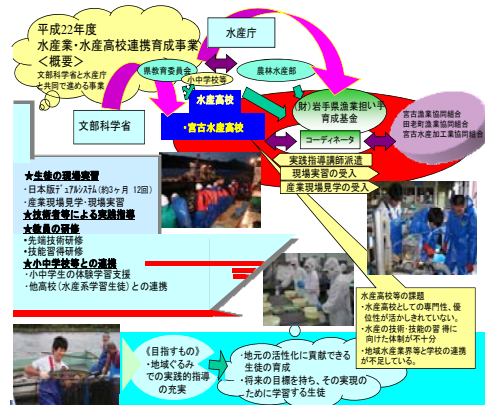 平成22年度
水産業・水産高校連携育成事業
＜概要＞
文部科学省と水産庁
と共同で進める事業
水産庁
県教育委員会
小中学校等
農林水産部
水産高校
・宮古水産高校
文部科学省
（財）岩手県漁業担い手
育成基金
コーディネータ
宮古漁業協同組合
田老町漁業協同組合
宮古水産加工業協同組合
実践指導講師派遣
現場実習の受入
産業現場見学の受入
★生徒の現場実習
・日本版ﾃﾞｭｱﾙｼｽﾃﾑ（約3ヶ月 12回）
・産業現場見学・現場実習
★技術者等による実践指導
★教員の研修
•先端技術研修
•技能習得研修
★小中学校等との連携
・小中学生の体験学習支援
・他高校（水産系学習生徒）との連携
水産高校等の課題
・水産高校としての専門性、優
位性が活かしきれていない。
・水産の技術・技能の習得に
向けた体制が不十分
・地域水産業界等と学校の連携
が不足している。
《目指すもの》
・地域ぐるみ
での実践的指導
の充実
・地元の活性化に貢献できる
生徒の育成
・将来の目標を持ち、その実現の
ために学習する生徒